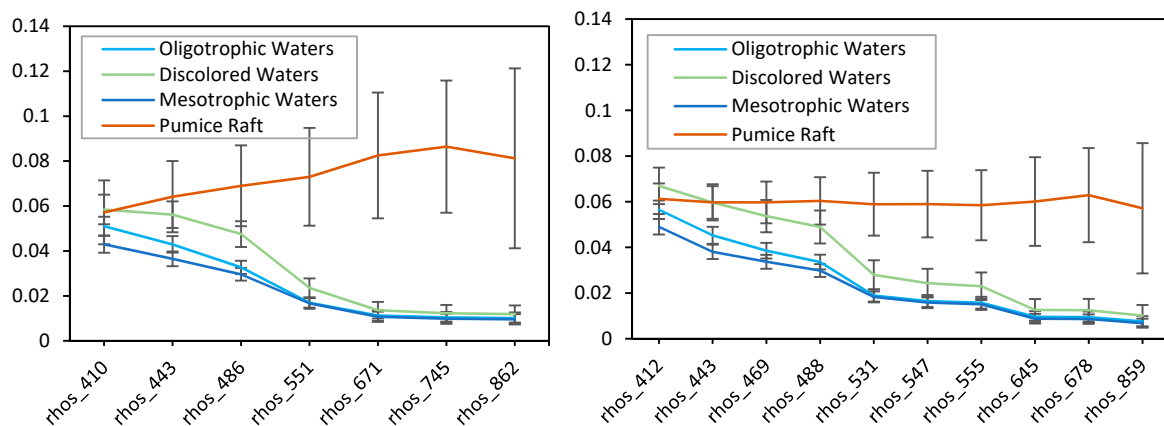 0.14
0.12
0.1
0.08
0.06
0.04
0.02
0
Oligotrophic Waters
Discolored Waters
Mesotrophic Waters
Pumice Raft
rhos_410
rhos_443
rhos_486
rhos_551
rhos_671
rhos_745
rhos_862
0.14
0.12
0.1
0.08
0.06
0.04
0.02
0
Oligotrophic Waters
Discolored Waters
Mesotrophic Waters
Pumice Raft
rhos_412
rhos_443
rhos_469
rhos_488
rhos_531
rhos_547
rhos_555
rhos_645
rhos_678
rhos_859